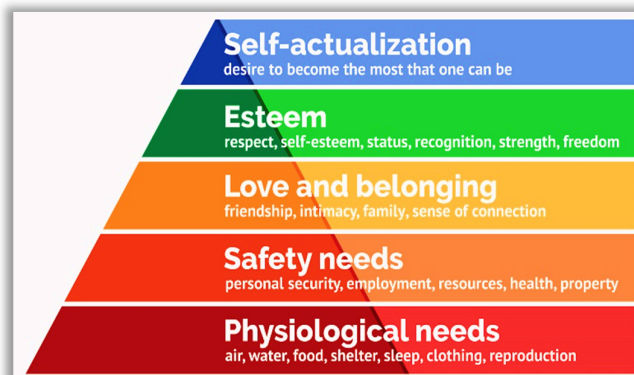 Self-actualization
desire to become the most that one can be
Esteem
respect, self-esteem, status, recognition, strength, freedom
Love and belonging
friendship, intimacy, family, sense of connection
Safety needs
personal security, employment, resources, health, property
Physiological needs
air, water, food, shelter, sleep, clothing, reproduction